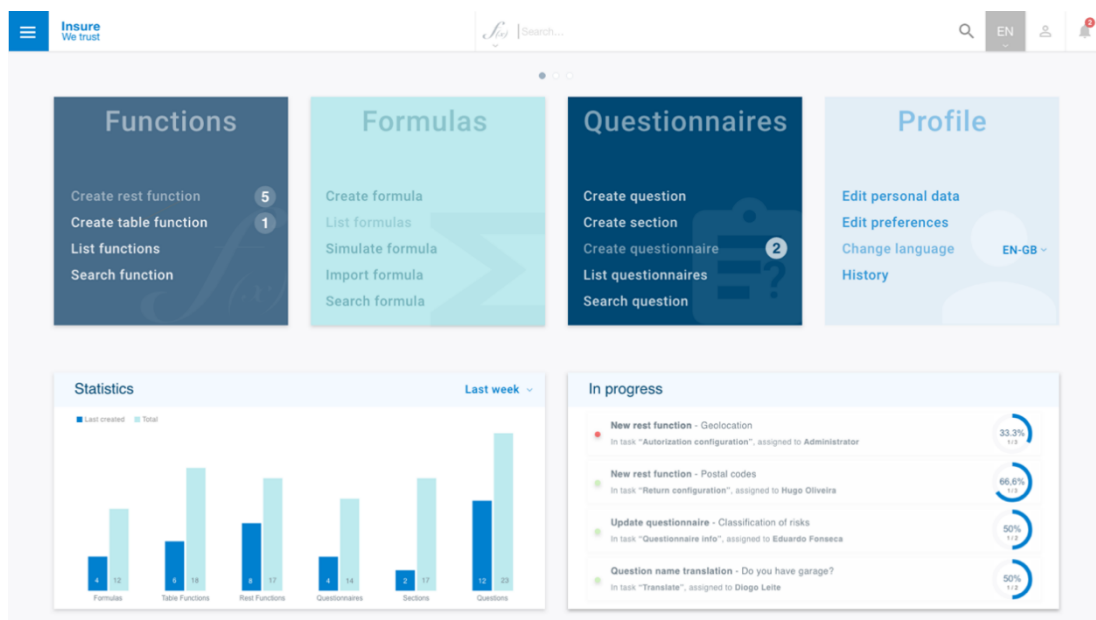 Insure
We trust
f(x) Search...
EN
2
Functions
Create rest function 5
Create table function 1
List functions
Search function
f(x)
Formulas
Create formula
List formulas
Simulate formula
Import formula
Search formula
Questionnaires
Create question
Create section
Create questionnaire 2
List questionnaires
Search question
?
Profile
Edit personal data
Edit preferences
Change language EN-GB
History
Statistics Last week
Last created Total
4 12 6 18 8 17 4 14 2 17 12 23
Formulas Table Functions Rest Functions Questionnaires Sections Questions
In progress
New rest function - Geolocation
In task "Autorization configuration", assigned to Administrator
33.3%
1/3
New rest function - Postal codes
In task "Return configuration", assigned to Hugo Oliveira
66,6%
1/3
Update questionnaire - Classification of risks
In task "Questionnaire info", assigned to Eduardo Fonseca
50%
1/2
Question name translation - Do you have garage?
In task "Translate", assigned to Diogo Leite
50%
1/2